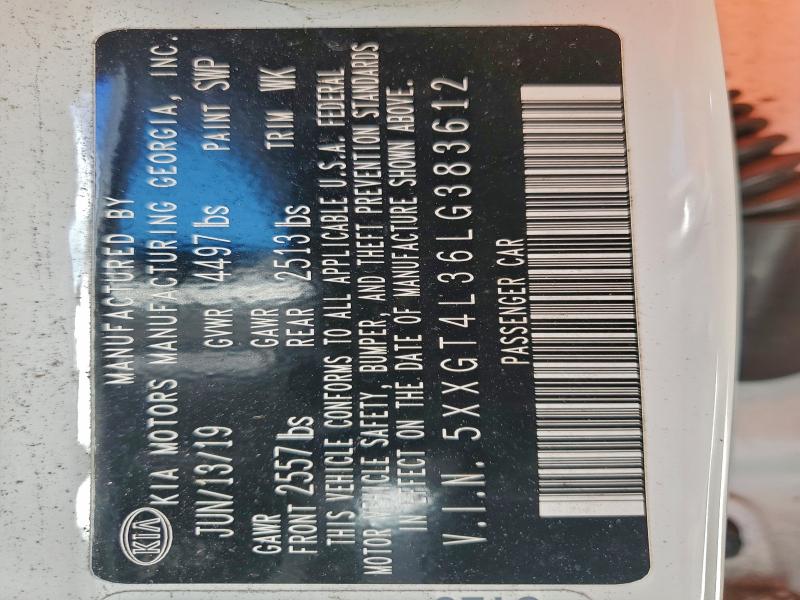 MANUFACTURED BY
KIA KIA MOTORS MANUFACTURING GEORGIA, INC.
JUN/13/19 GVWR 4497 lbs PAINT SWP
GAWR GAWR
FRONT 2557 lbs REAR 2513 lbs TRIM WK
THIS VEHICLE CONFORMS TO ALL APPLICABLE U.S.A. FEDERAL
MOTOR VEHICLE SAFETY, BUMPER, AND THEFT PREVENTION STANDARDS
IN EFFECT ON THE DATE OF MANUFACTURE SHOWN ABOVE.
V.I.N. 5XXGT4L36LG383612
PASSENGER CAR